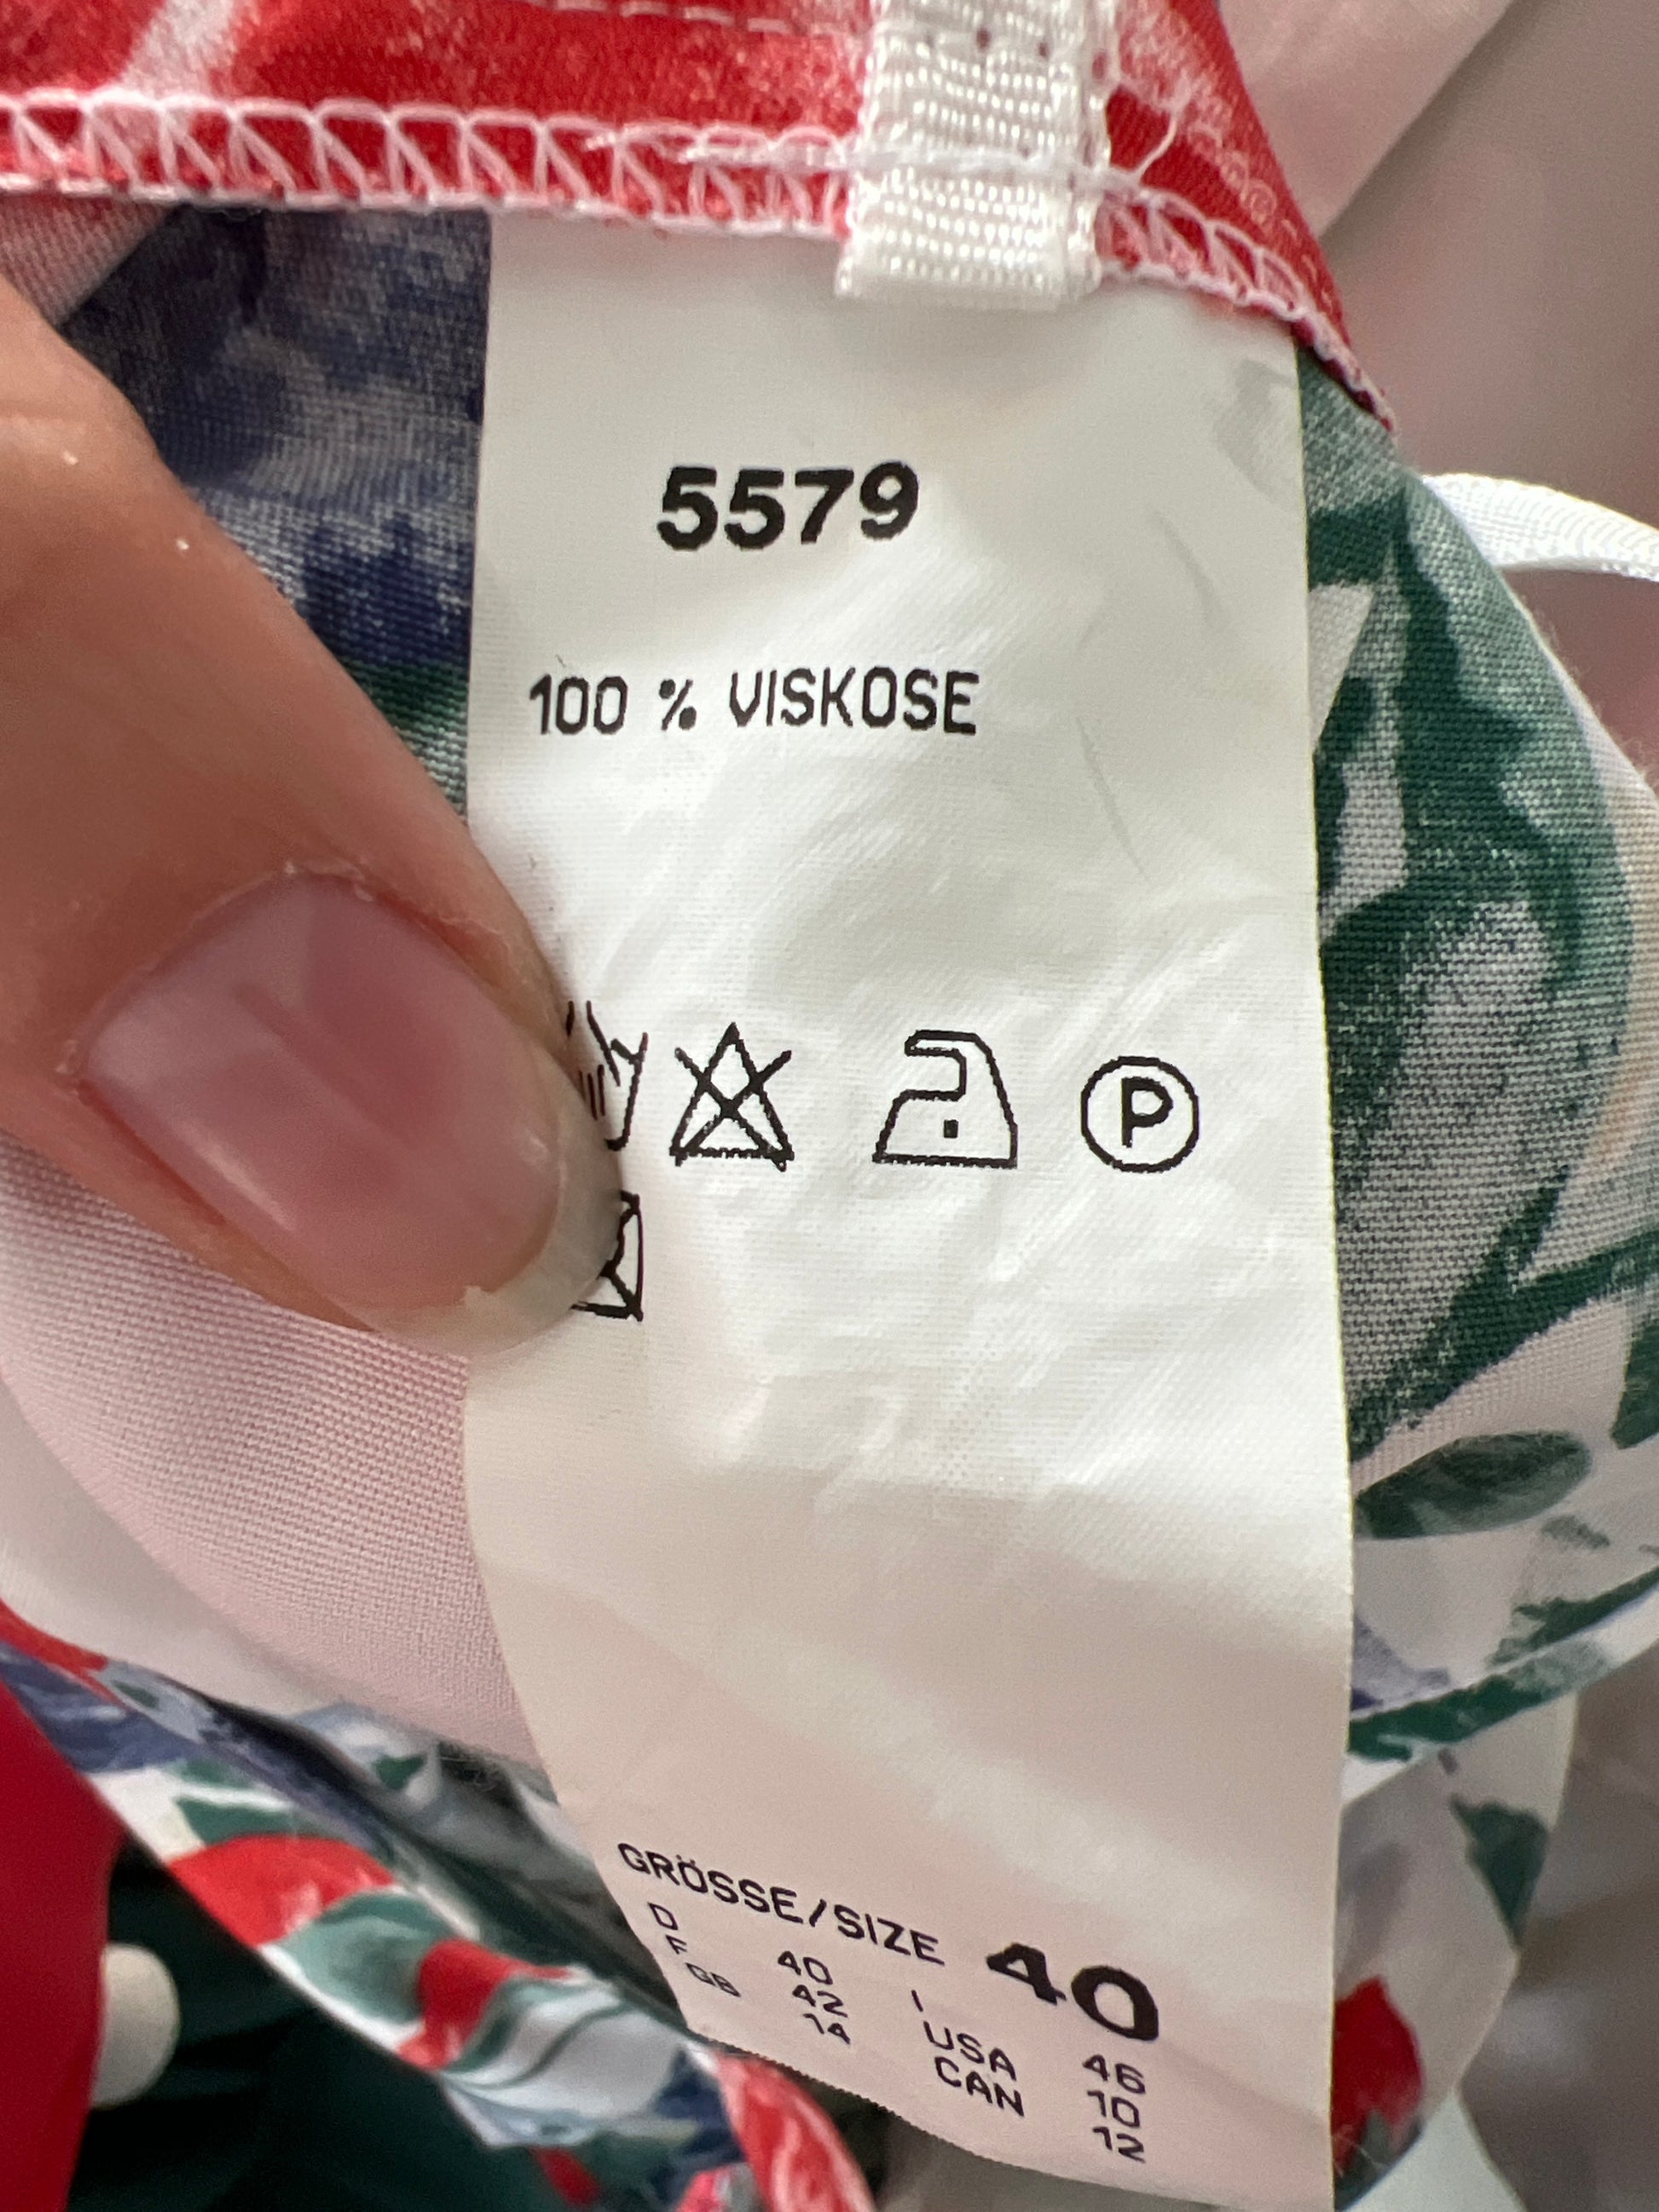 5579
100 % VISKOSE
P
GRÖSSE/SIZE 40
D 40 I 46
F 42 USA 10
GB 14 CAN 12